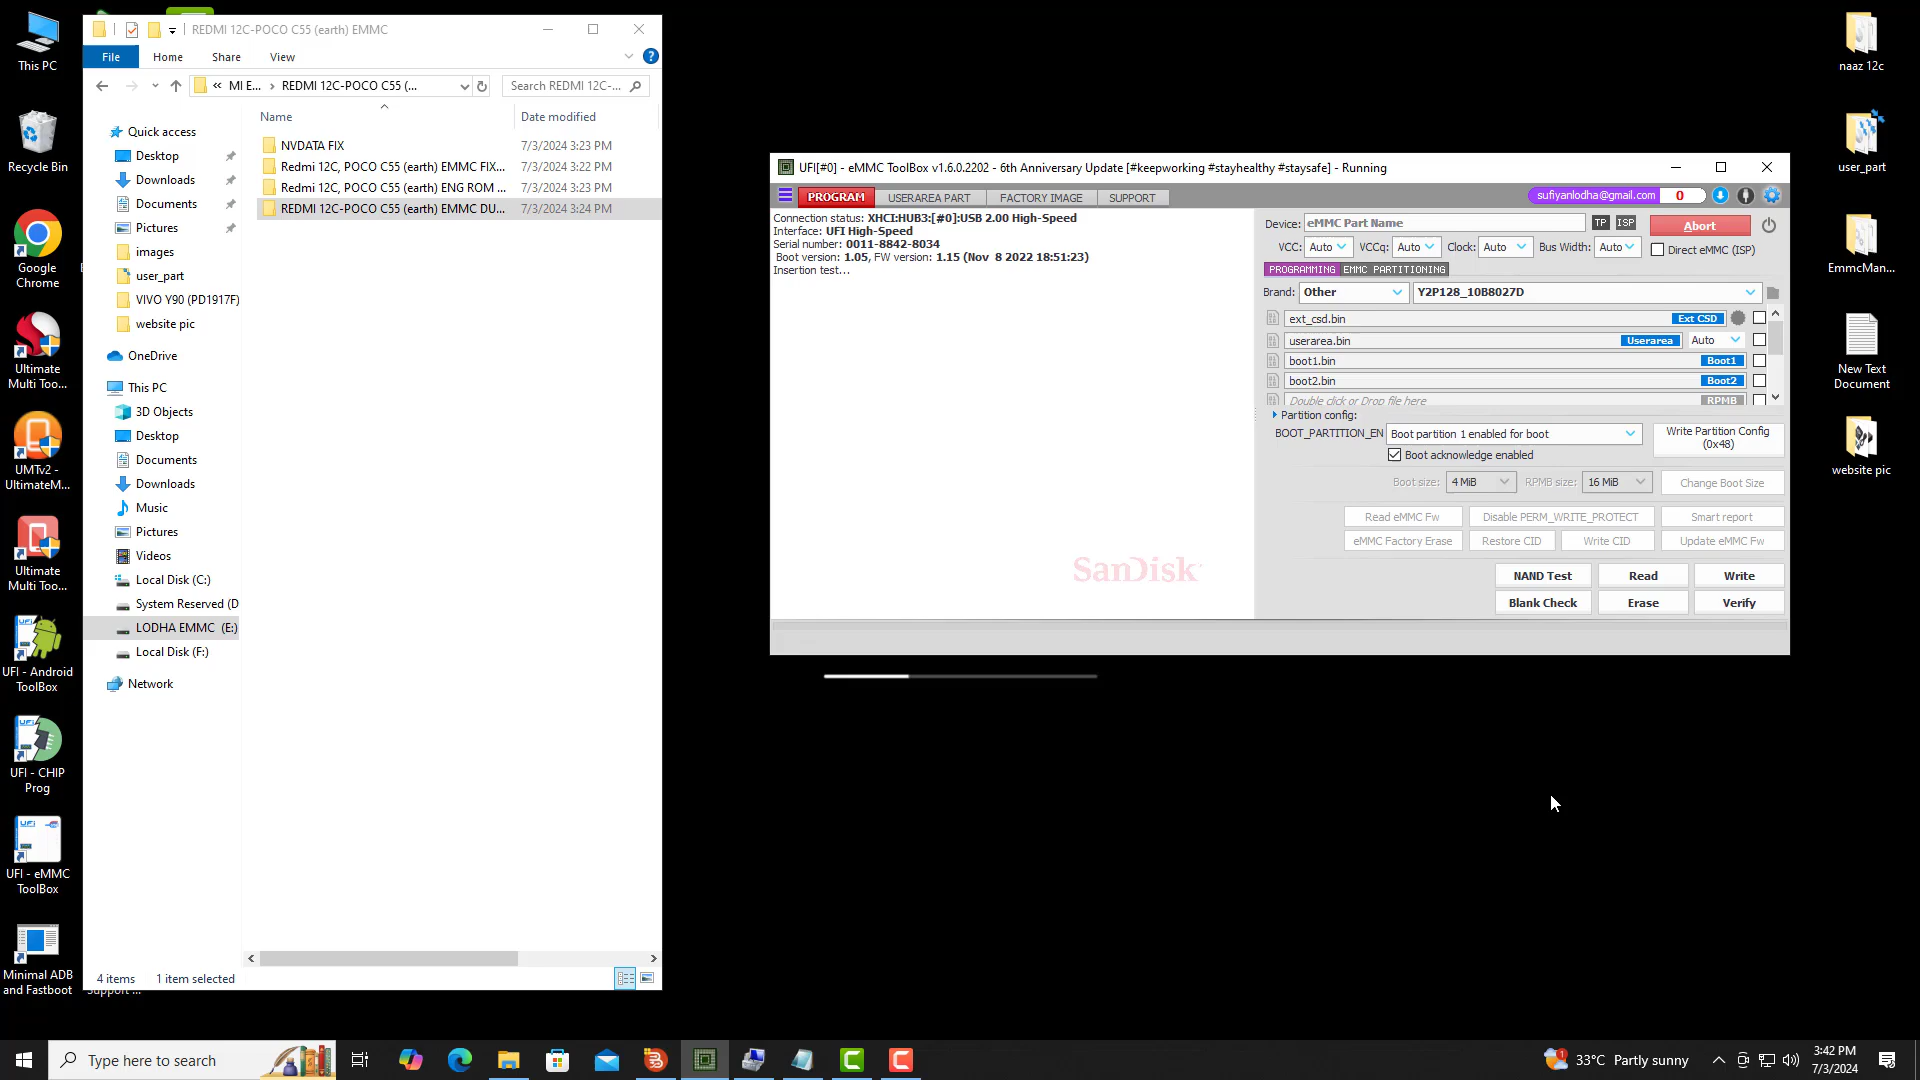 This PC
Recycle Bin
Google
Chrome
Ultimate
Multi Too...
UMTv2 -
UltimateM...
Ultimate
Multi Too...
UFI - Android
ToolBox
UFI - CHIP
Prog
UFI - eMMC
ToolBox
Minimal ADB
and Fastboot
REDMI 12C-POCO C55 (earth) EMMC
File
Home
Share
View
« MI E... › REDMI 12C-POCO C55 (...
Search REDMI 12C-...
Name
Date modified
NVDATA FIX
7/3/2024 3:23 PM
Redmi 12C, POCO C55 (earth) EMMC FIX...
7/3/2024 3:22 PM
Redmi 12C, POCO C55 (earth) ENG ROM ...
7/3/2024 3:23 PM
REDMI 12C-POCO C55 (earth) EMMC DU...
7/3/2024 3:24 PM
Quick access
Desktop
Downloads
Documents
Pictures
images
user_part
VIVO Y90 (PD1917F)
website pic
OneDrive
This PC
3D Objects
Desktop
Documents
Downloads
Music
Pictures
Videos
Local Disk (C:)
System Reserved (D
LODHA EMMC (E:)
Local Disk (F:)
Network
4 items
1 item selected
UFI[#0] - eMMC ToolBox v1.6.0.2202 - 6th Anniversary Update [#keepworking #stayhealthy #staysafe] - Running
PROGRAM
USERAREA PART
FACTORY IMAGE
SUPPORT
sufiyanlodha@gmail.com
0
Connection status: XHCI:HUB3:[#0]:USB 2.00 High-Speed
Interface: UFI High-Speed
Serial number: 0011-8842-8034
Boot version: 1.05, FW version: 1.15 (Nov 8 2022 18:51:23)
Insertion test...
SanDisk
Device:
eMMC Part Name
TP
ISP
Abort
VCC:
Auto
VCCq:
Auto
Clock:
Auto
Bus Width:
Auto
Direct eMMC (ISP)
PROGRAMMING
EMMC PARTITIONING
Brand:
Other
Y2P128_10B8027D
ext_csd.bin
Ext CSD
userarea.bin
Userarea
Auto
boot1.bin
Boot1
boot2.bin
Boot2
Double click or Drop file here
RPMB
Partition config:
BOOT_PARTITION_EN
Boot partition 1 enabled for boot
Write Partition Config
(0x48)
Boot acknowledge enabled
Boot size:
4 MiB
RPMB size:
16 MiB
Change Boot Size
Read eMMC Fw
Disable PERM_WRITE_PROTECT
Smart report
eMMC Factory Erase
Restore CID
Write CID
Update eMMC Fw
NAND Test
Read
Write
Blank Check
Erase
Verify
naaz 12c
user_part
EmmcMan...
New Text
Document
website pic
Type here to search
33°C Partly sunny
3:42 PM
7/3/2024